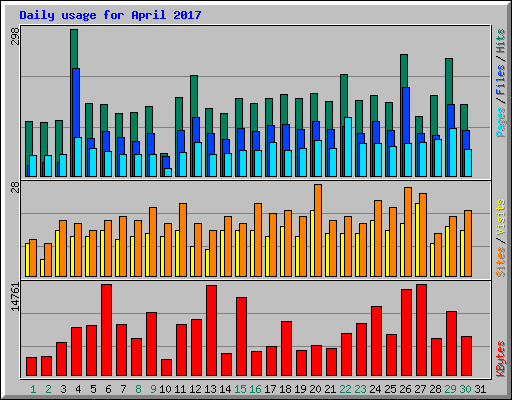 Daily usage for April 2017
298
Pages / Files / Hits
28
Sites / Visits
14761
KBytes
1 2 3 4 5 6 7 8 9 10 11 12 13 14 15 16 17 18 19 20 21 22 23 24 25 26 27 28 29 30 31